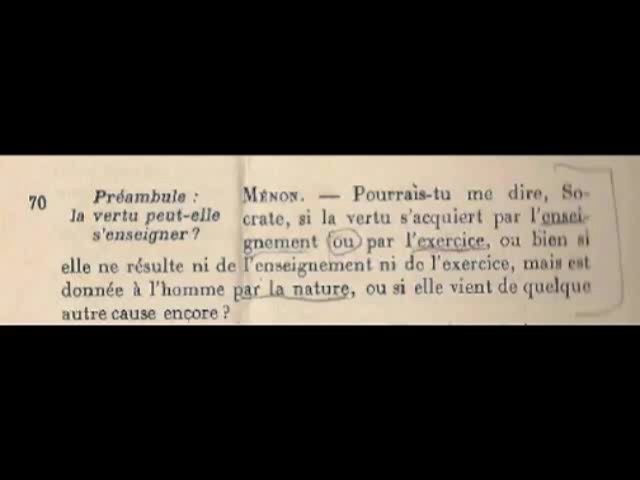 70
Préambule :
la vertu peut-elle
s'enseigner ?
MÉNON. — Pourrais-tu me dire, So-
crate, si la vertu s'acquiert par l'ensei-
gnement ou par l'exercice, ou bien si
elle ne résulte ni de l'enseignement ni de l'exercice, mais est
donnée à l'homme par la nature, ou si elle vient de quelque
autre cause encore ?